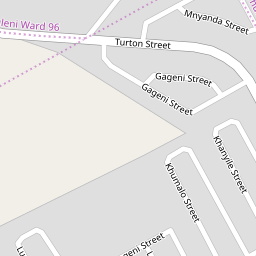 Mnyanda Street
leni Ward 96
Turton Street
Gageni Street
Gageni Street
Khanyile Street
Khumalo Street
geni Street